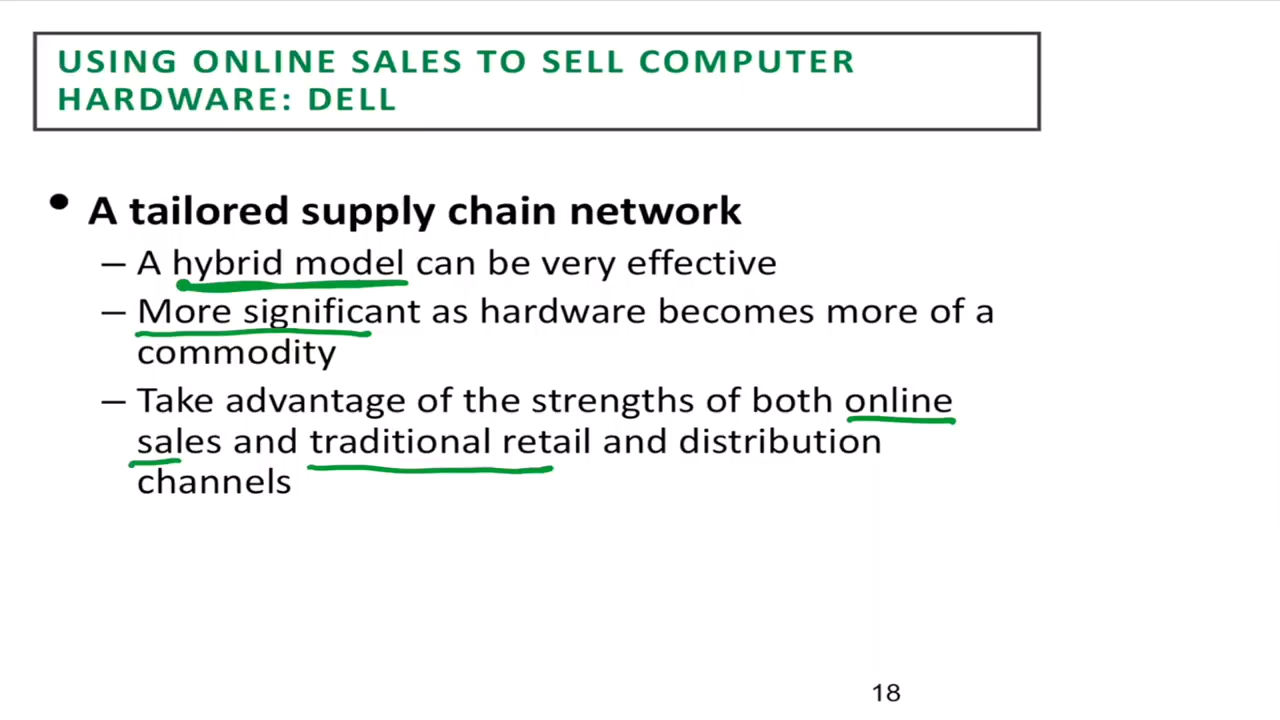 USING ONLINE SALES TO SELL COMPUTER
HARDWARE: DELL
• A tailored supply chain network
– A hybrid model can be very effective
– More significant as hardware becomes more of a
commodity
– Take advantage of the strengths of both online
sales and traditional retail and distribution
channels
18